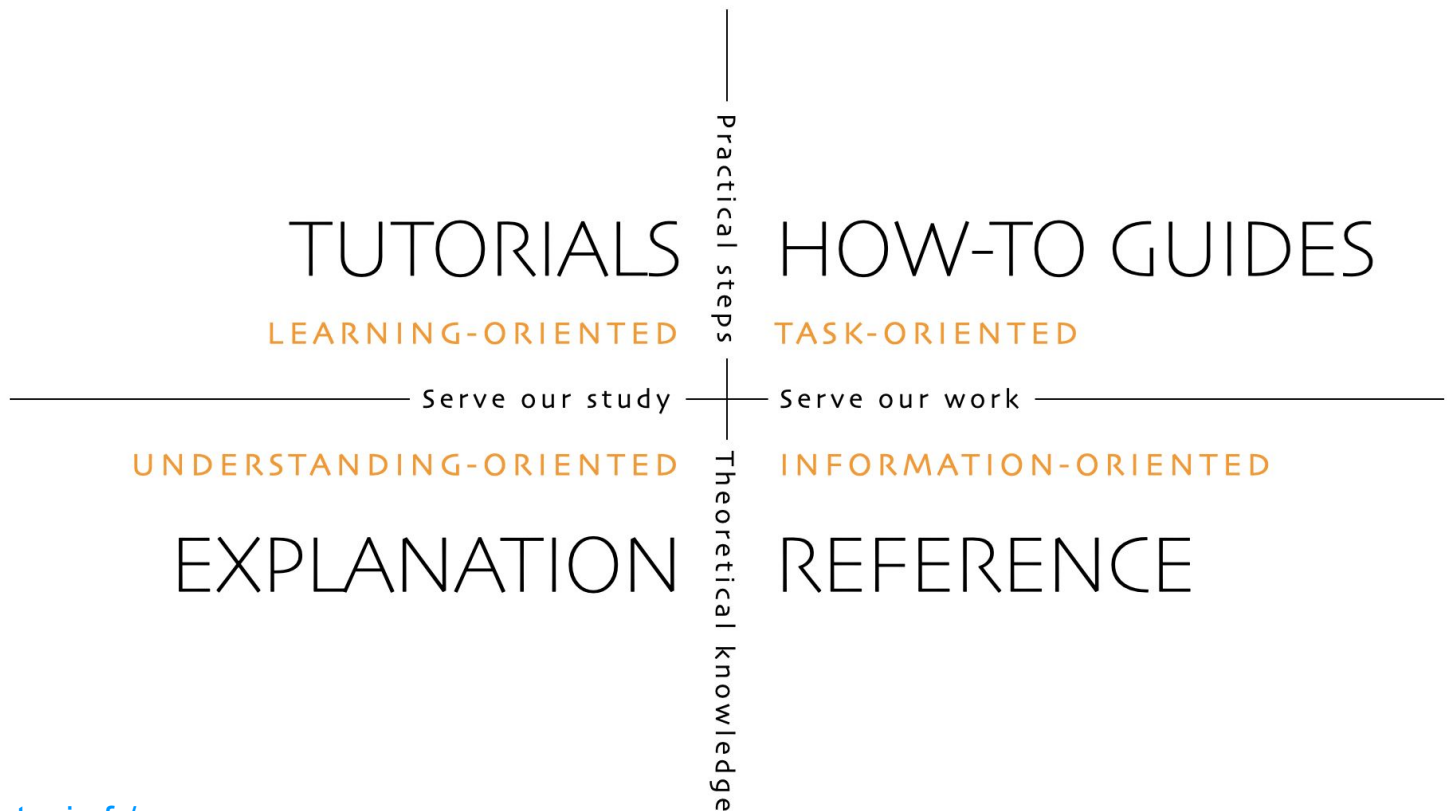 Practical steps
TUTORIALS
HOW-TO GUIDES
LEARNING-ORIENTED
TASK-ORIENTED
Serve our study
Serve our work
UNDERSTANDING-ORIENTED
INFORMATION-ORIENTED
Theoretical knowledge
EXPLANATION
REFERENCE